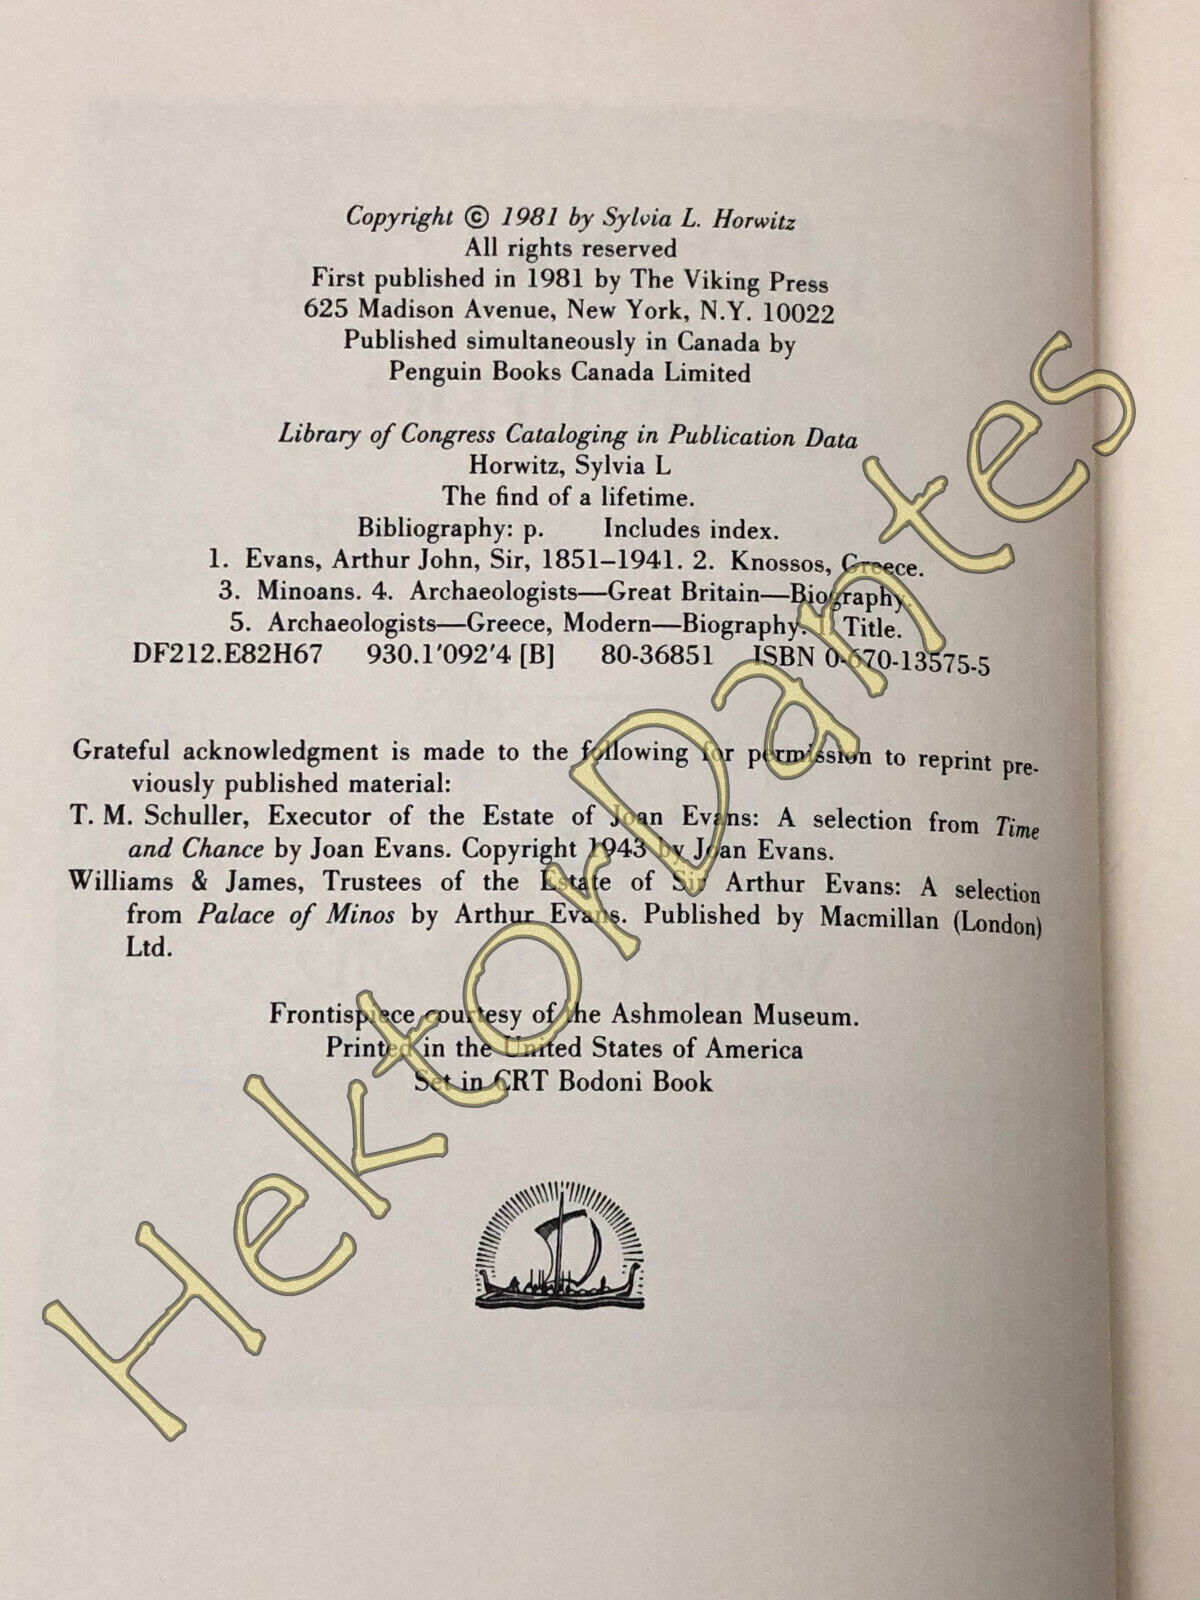 Copyright © 1981 by Sylvia L. Horwitz
All rights reserved
First published in 1981 by The Viking Press
625 Madison Avenue, New York, N.Y. 10022
Published simultaneously in Canada by
Penguin Books Canada Limited
Library of Congress Cataloging in Publication Data
Horwitz, Sylvia L
The find of a lifetime.
Bibliography: p. Includes index.
1. Evans, Arthur John, Sir, 1851–1941. 2. Knossos, Greece.
3. Minoans. 4. Archaeologists—Great Britain—Biography.
5. Archaeologists—Greece, Modern—Biography. I. Title.
DF212.E82H67 930.1'092'4 [B] 80-36851 ISBN 0-670-13575-5
Grateful acknowledgment is made to the following for permission to reprint pre-
viously published material:
T. M. Schuller, Executor of the Estate of Joan Evans: A selection from Time
and Chance by Joan Evans. Copyright 1943 by Joan Evans.
Williams & James, Trustees of the Estate of Sir Arthur Evans: A selection
from Palace of Minos by Arthur Evans. Published by Macmillan (London)
Ltd.
Frontispiece courtesy of the Ashmolean Museum.
Printed in the United States of America
Set in CRT Bodoni Book
HektorDantes